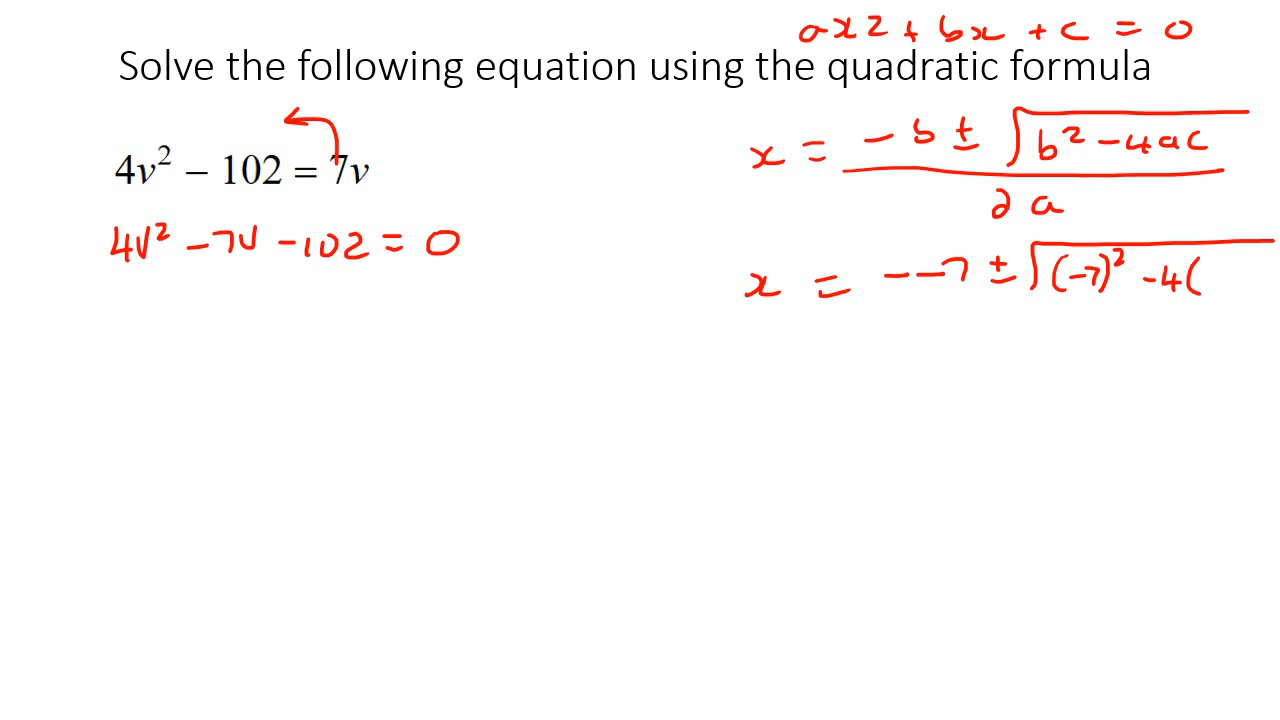 ax2 + bx + c = 0
Solve the following equation using the quadratic formula
4v² − 102 = 7v
x = −b ± √b² − 4ac
2a
4v² − 7v − 102 = 0
x = − −7 ± √(−7)² − 4(